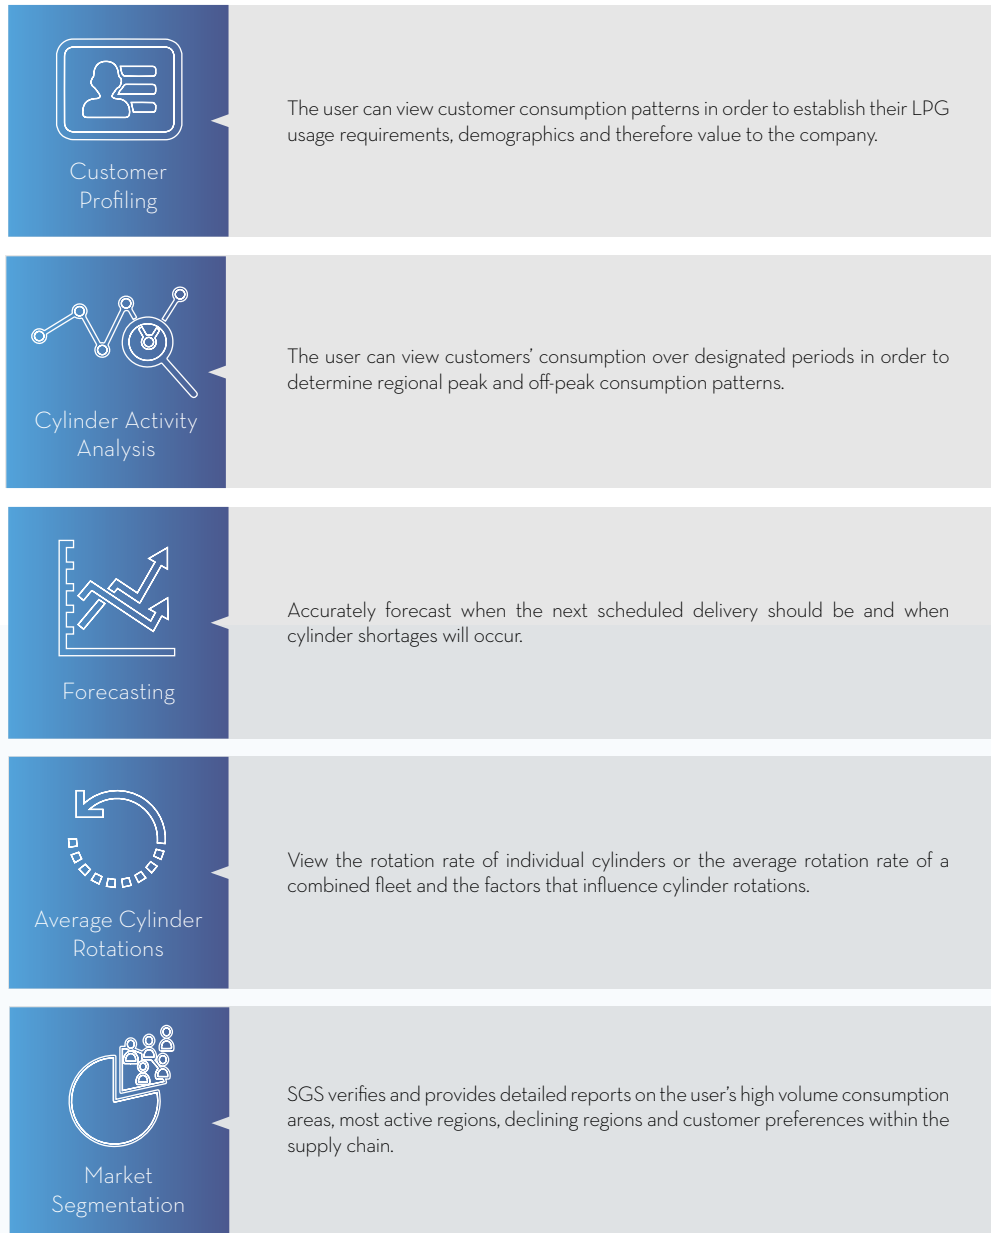 Customer
Profiling
The user can view customer consumption patterns in order to establish their LPG
usage requirements, demographics and therefore value to the company.
Cylinder Activity
Analysis
The user can view customers’ consumption over designated periods in order to
determine regional peak and off-peak consumption patterns.
Forecasting
Accurately forecast when the next scheduled delivery should be and when
cylinder shortages will occur.
Average Cylinder
Rotations
View the rotation rate of individual cylinders or the average rotation rate of a
combined fleet and the factors that influence cylinder rotations.
Market
Segmentation
SGS verifies and provides detailed reports on the user’s high volume consumption
areas, most active regions, declining regions and customer preferences within the
supply chain.